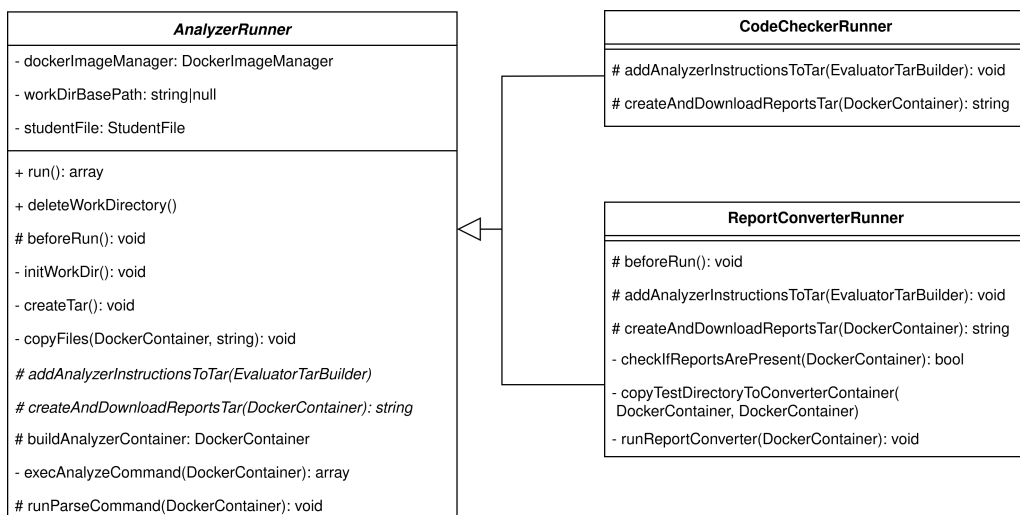 AnalyzerRunner
- dockerImageManager: DockerImageManager
- workDirBasePath: string|null
- studentFile: StudentFile
+ run(): array
+ deleteWorkDirectory()
# beforeRun(): void
- initWorkDir(): void
- createTar(): void
- copyFiles(DockerContainer, string): void
# addAnalyzerInstructionsToTar(EvaluatorTarBuilder)
# createAndDownloadReportsTar(DockerContainer): string
# buildAnalyzerContainer: DockerContainer
- execAnalyzeCommand(DockerContainer): array
# runParseCommand(DockerContainer): void
CodeCheckerRunner
# addAnalyzerInstructionsToTar(EvaluatorTarBuilder): void
# createAndDownloadReportsTar(DockerContainer): string
ReportConverterRunner
# beforeRun(): void
# addAnalyzerInstructionsToTar(EvaluatorTarBuilder): void
# createAndDownloadReportsTar(DockerContainer): string
- checkIfReportsArePresent(DockerContainer): bool
- copyTestDirectoryToConverterContainer(
DockerContainer, DockerContainer)
- runReportConverter(DockerContainer): void